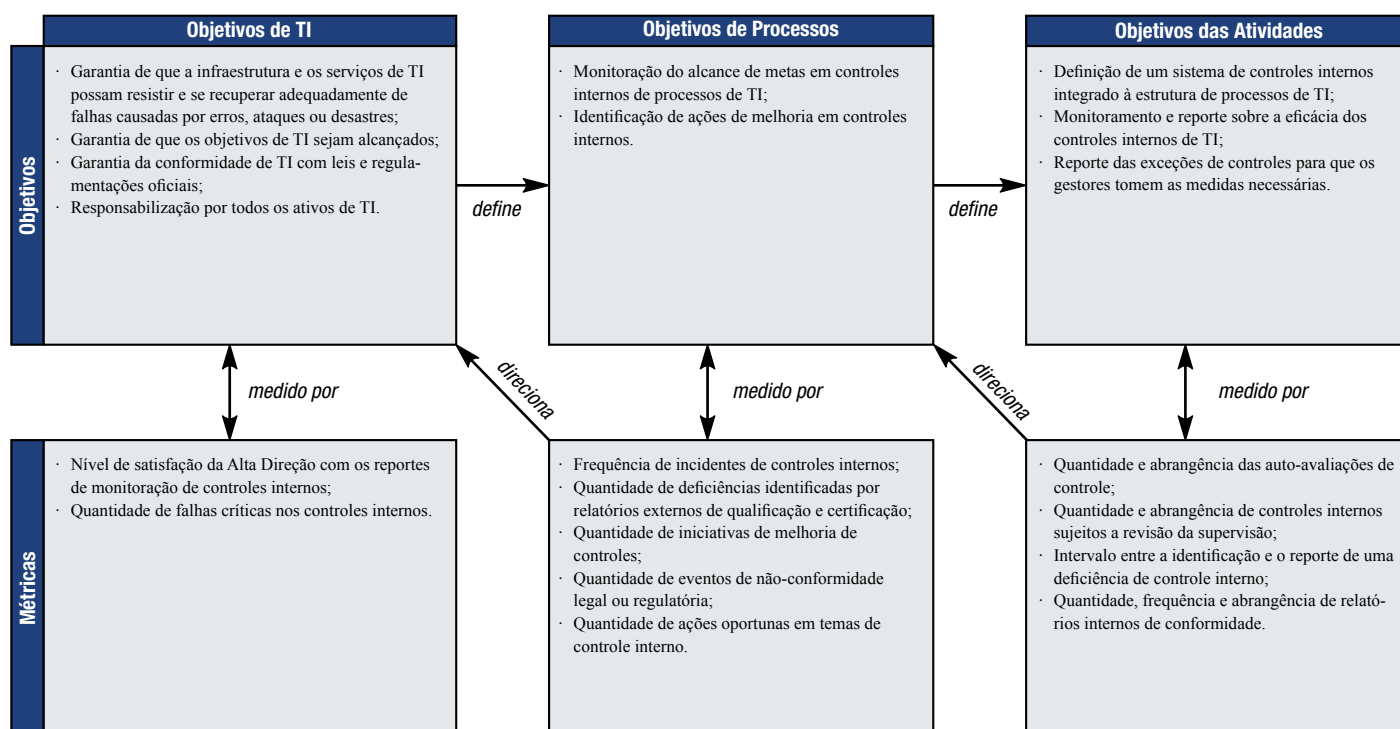 Objetivos de TI
Objetivos
· Garantia de que a infraestrutura e os serviços de TI
possam resistir e se recuperar adequadamente de
falhas causadas por erros, ataques ou desastres;
· Garantia de que os objetivos de TI sejam alcançados;
· Garantia da conformidade de TI com leis e regula-
mentações oficiais;
· Responsabilização por todos os ativos de TI.
define
Objetivos de Processos
· Monitoração do alcance de metas em controles
internos de processos de TI;
· Identificação de ações de melhoria em controles
internos.
define
Objetivos das Atividades
· Definição de um sistema de controles internos
integrado à estrutura de processos de TI;
· Monitoramento e reporte sobre a eficácia dos
controles internos de TI;
· Reporte das exceções de controles para que os
gestores tomem as medidas necessárias.
medido por
direciona
medido por
direciona
medido por
Métricas
· Nível de satisfação da Alta Direção com os reportes
de monitoração de controles internos;
· Quantidade de falhas críticas nos controles internos.
· Frequência de incidentes de controles internos;
· Quantidade de deficiências identificadas por
relatórios externos de qualificação e certificação;
· Quantidade de iniciativas de melhoria de
controles;
· Quantidade de eventos de não-conformidade
legal ou regulatória;
· Quantidade de ações oportunas em temas de
controle interno.
· Quantidade e abrangência das auto-avaliações de
controle;
· Quantidade e abrangência de controles internos
sujeitos a revisão da supervisão;
· Intervalo entre a identificação e o reporte de uma
deficiência de controle interno;
· Quantidade, frequência e abrangência de relató-
rios internos de conformidade.